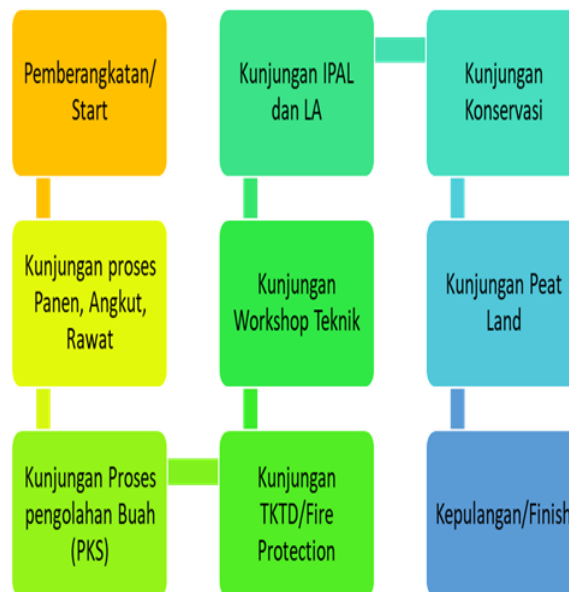 Pemberangkatan/
Start
Kunjungan proses
Panen, Angkut,
Rawat
Kunjungan Proses
pengolahan Buah
(PKS)
Kunjungan
TKTD/Fire
Protection
Kunjungan
Workshop Teknik
Kunjungan IPAL
dan LA
Kunjungan
Konservasi
Kunjungan Peat
Land
Kepulangan/Finish